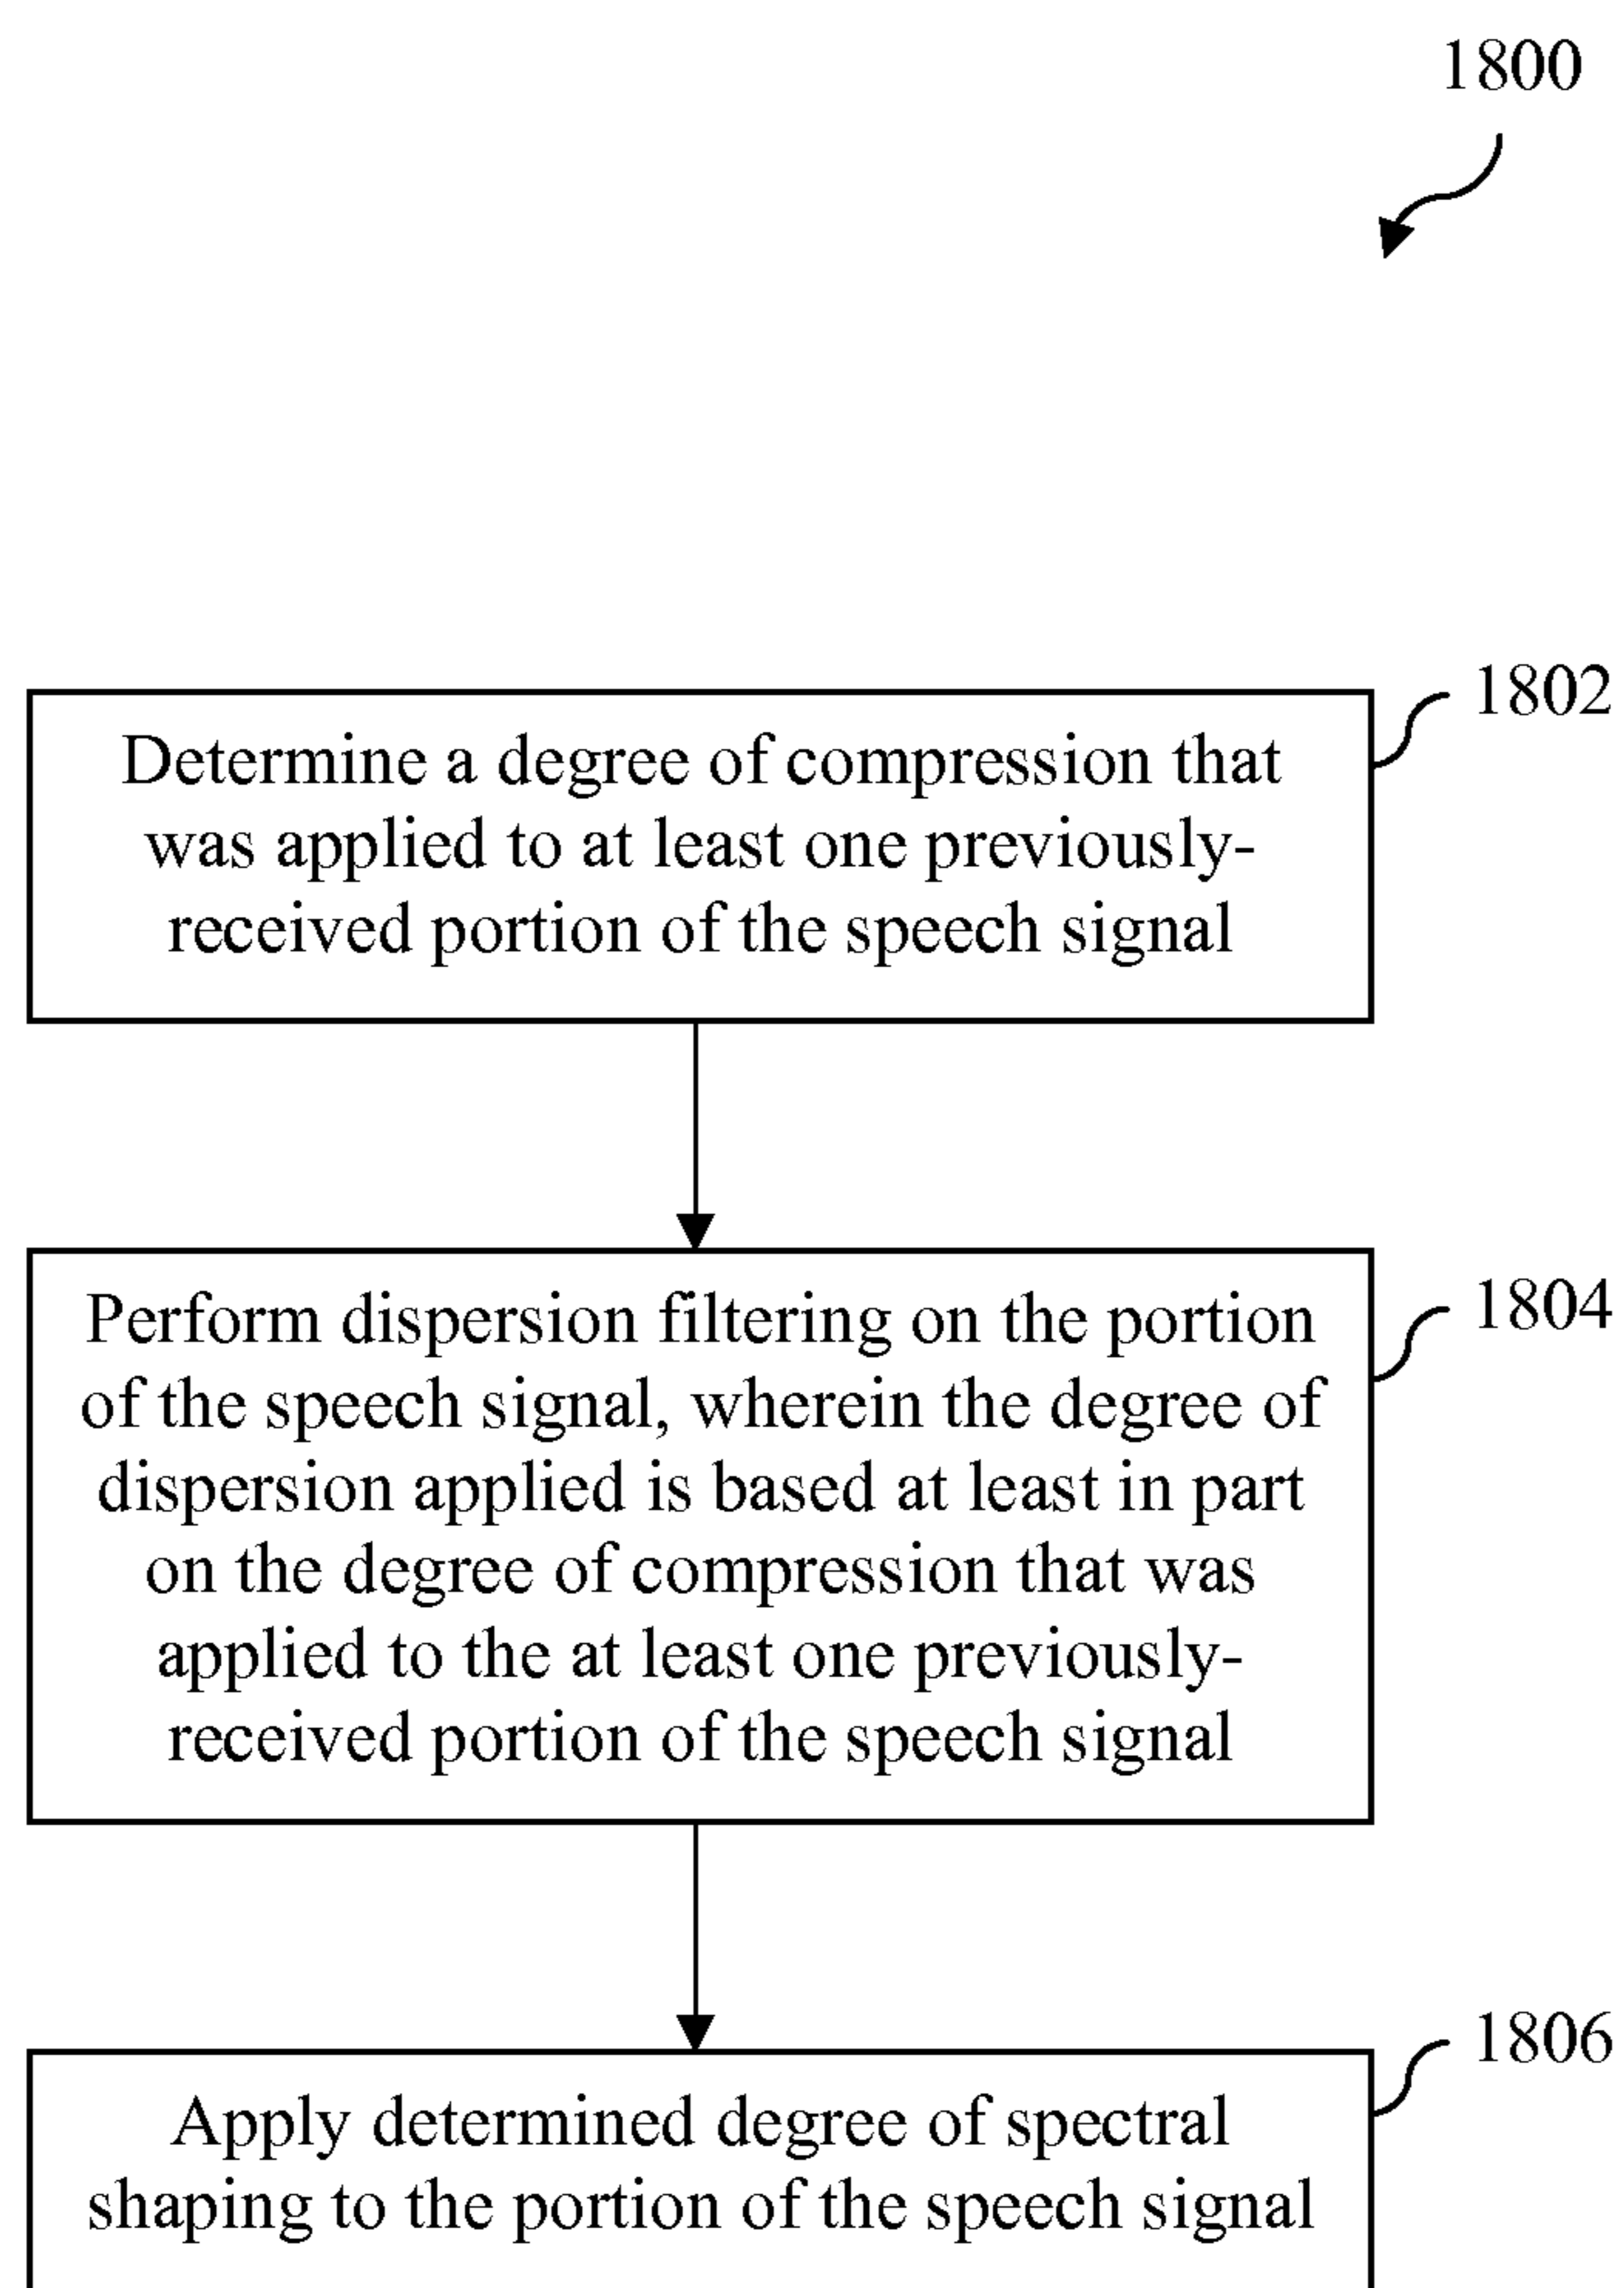 1800
1802
Determine a degree of compression that
was applied to at least one previously-
received portion of the speech signal
1804
Perform dispersion filtering on the portion
of the speech signal, wherein the degree of
dispersion applied is based at least in part
on the degree of compression that was
applied to the at least one previously-
received portion of the speech signal
1806
Apply determined degree of spectral
shaping to the portion of the speech signal